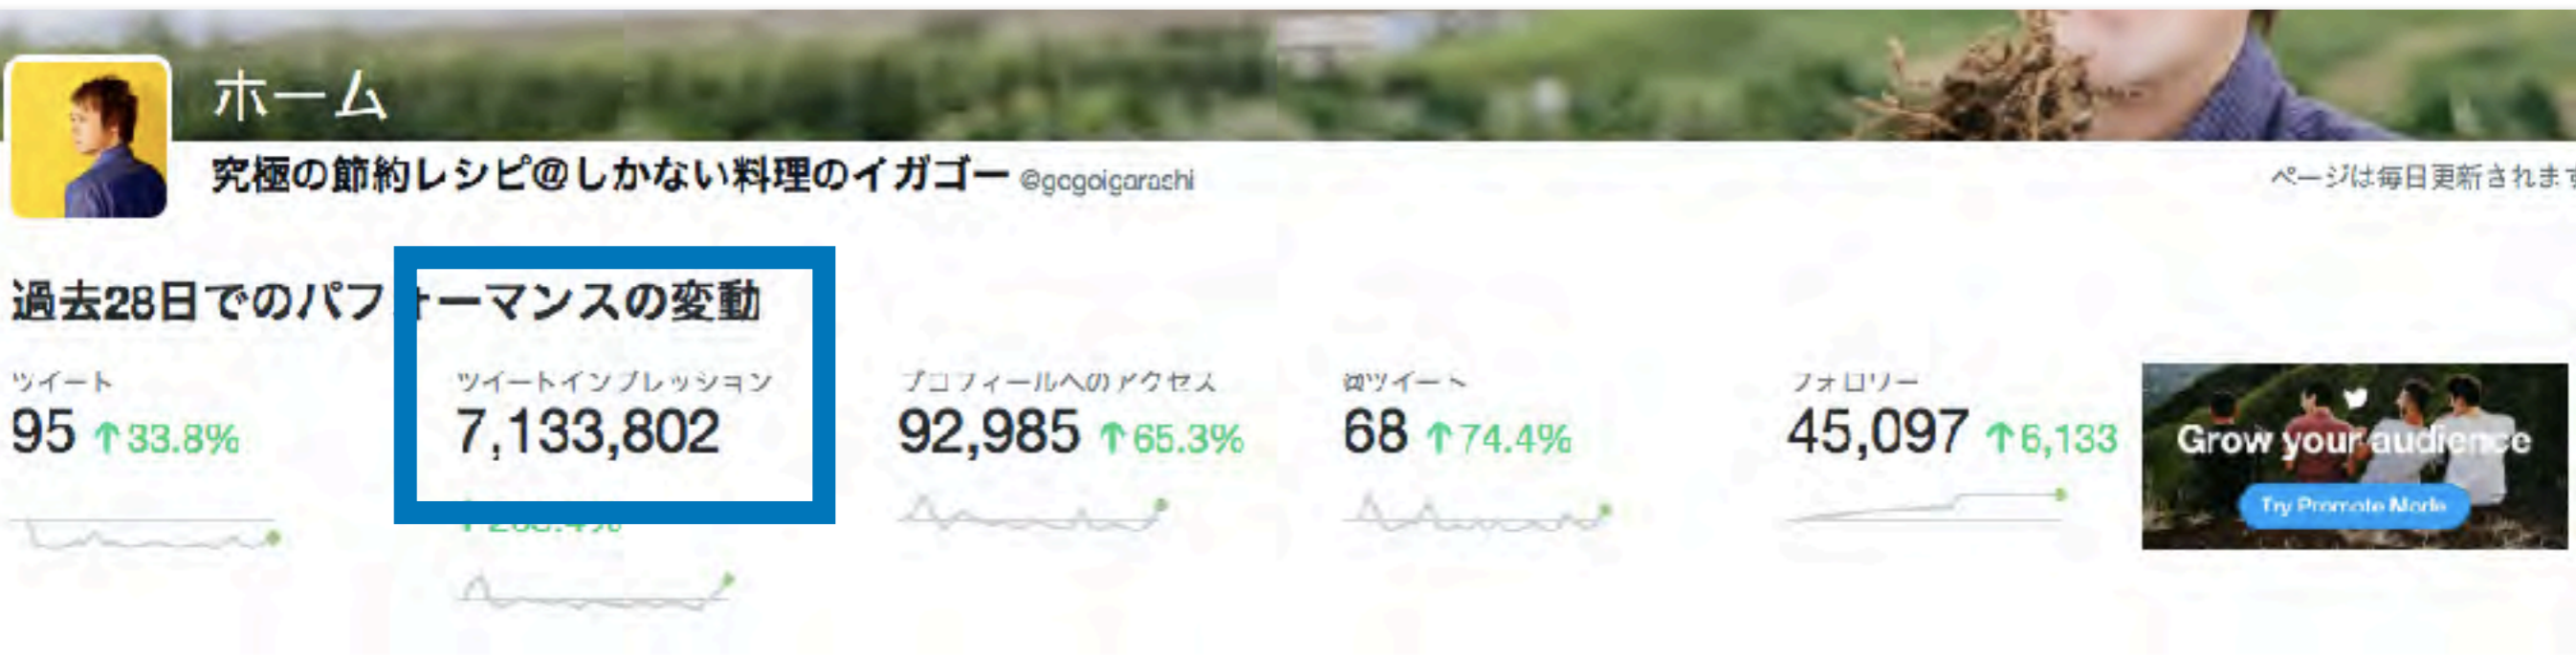 ホーム
究極の節約レシピ@しかない料理のイガゴー @gogoigarashi
ページは毎日更新されます
過去28日でのパフォーマンスの変動
ツイート
95 ↑33.8%
ツイートインプレッション
7,133,802
プロフィールへのアクセス
92,985 ↑65.3%
@ツイート
68 ↑74.4%
フォロワー
45,097 ↑6,133
Grow your audience
Try Promote Mode